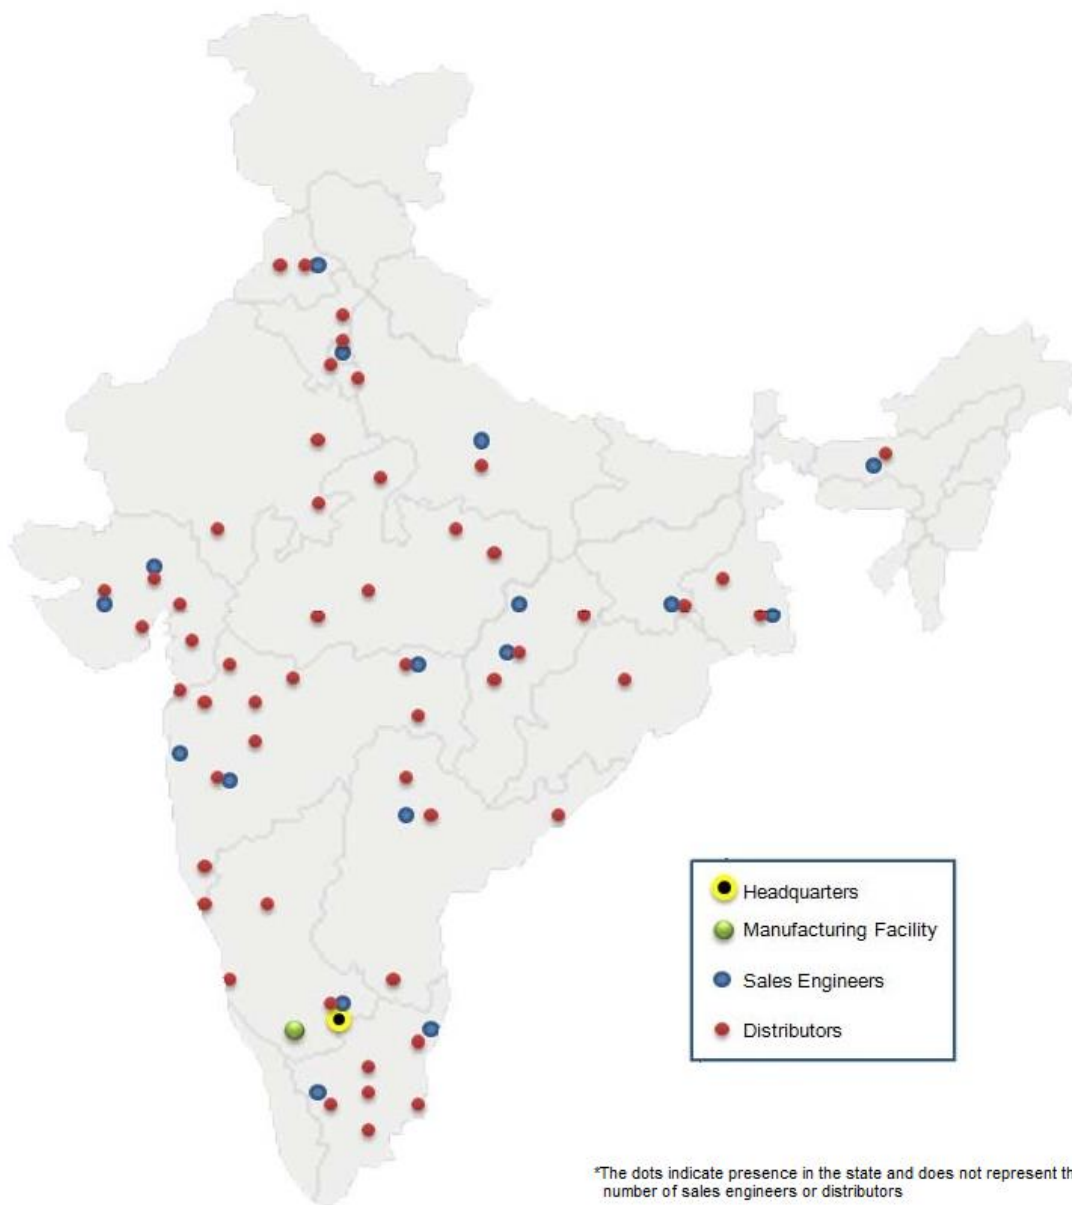 Headquarters
Manufacturing Facility
Sales Engineers
Distributors
*The dots indicate presence in the state and does not represent th
number of sales engineers or distributors